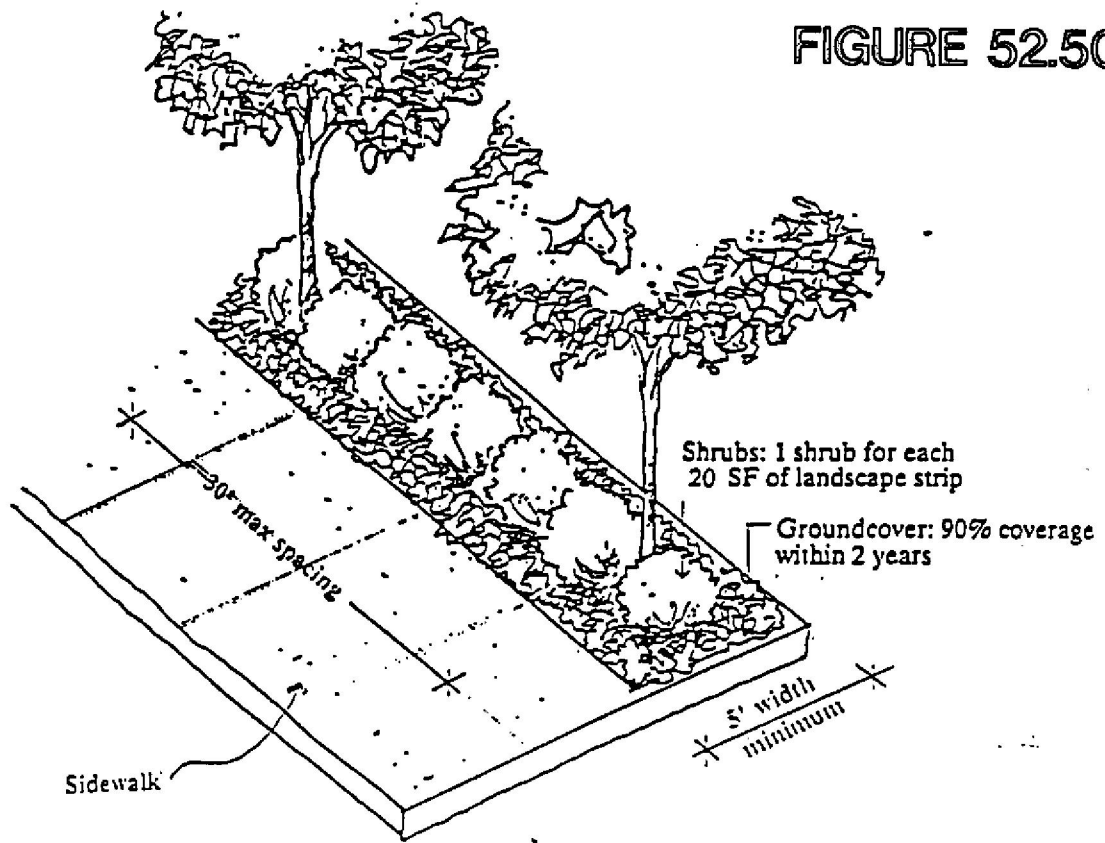 FIGURE 52.50
Shrubs: 1 shrub for each
20 SF of landscape strip
Groundcover: 90% coverage
within 2 years
30' max spacing
5' width
minimum
Sidewalk